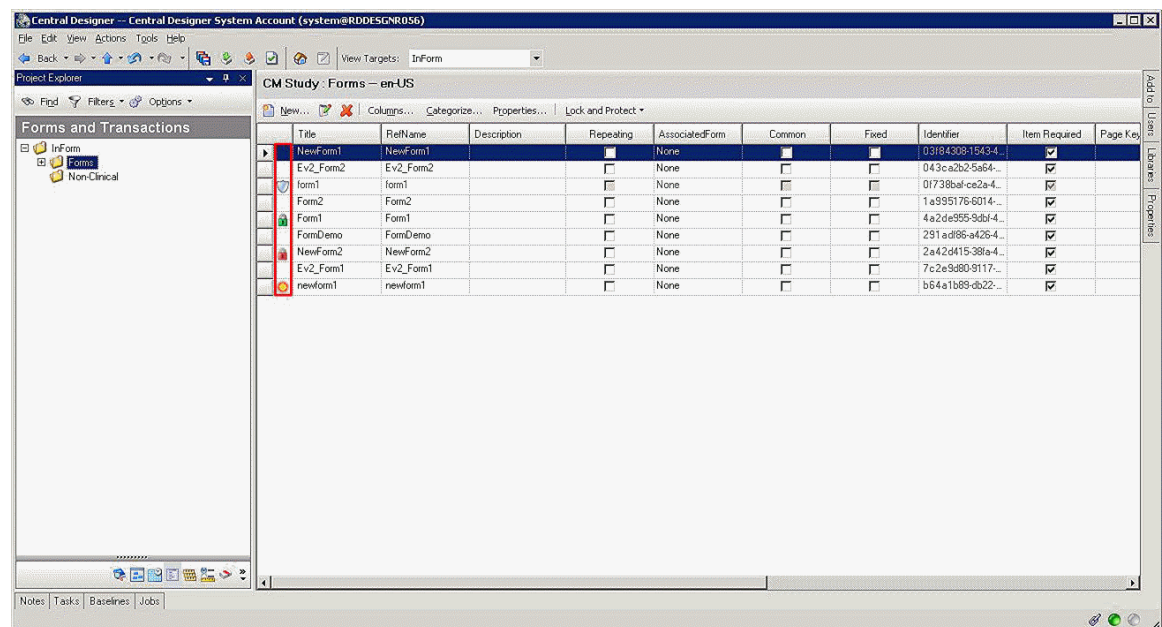 Central Designer -- Central Designer System Account (system@RDDESGNR056)
File Edit View Actions Tools Help
Back View Targets: InForm
Project Explorer
CM Study : Forms – en-US
Find Filters Options
New... Columns... Categorize... Properties... Lock and Protect
Forms and Transactions
Title RefName Description Repeating AssociatedForm Common Fixed Identifier Item Required Page Key
InForm
Forms
Non-Clinical
NewForm1 NewForm1 None 03f84308-1543-4...
Ev2_Form2 Ev2_Form2 None 043ca2b2-5a64-...
form1 form1 None 0f738baf-ce2a-4...
Form2 Form2 None 1a995176-6014-...
Form1 Form1 None 4a2de955-9dbf-4...
FormDemo FormDemo None 291adf86-a426-4...
NewForm2 NewForm2 None 2a42d415-38fa-4...
Ev2_Form1 Ev2_Form1 None 7c2e9d80-9117-...
newform1 newform1 None b64a1b89-db22-...
Add to
Users
Libraries
Properties
Notes Tasks Baselines Jobs